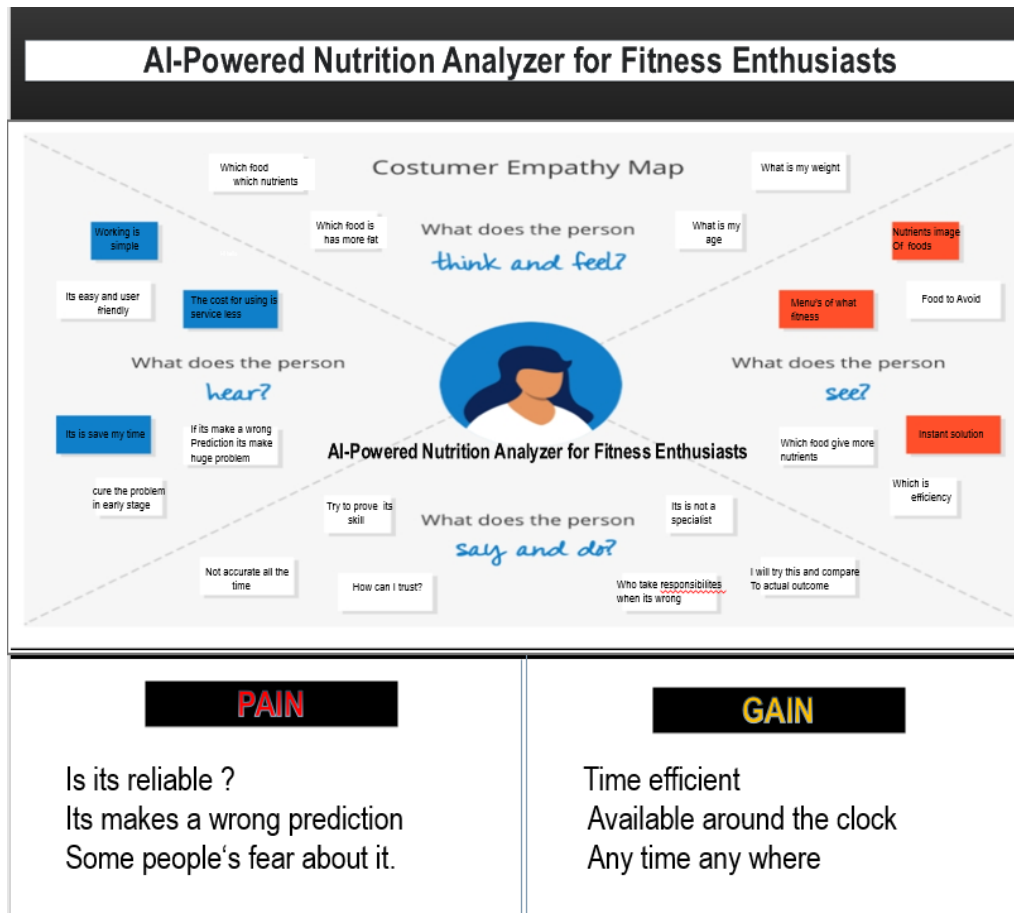 AI-Powered Nutrition Analyzer for Fitness Enthusiasts
Costumer Empathy Map
Which food
which nutrients
What is my weight
Which food is
has more fat
What does the person
think and feel?
What is my
age
Working is
simple
Its easy and user
friendly
The cost for using is
service less
What does the person
hear?
Its is save my time
If its make a wrong
Prediction its make
huge problem
cure the problem
in early stage
Nutrients image
Of foods
Menu's of what
fitness
Food to Avoid
What does the person
see?
Which food give more
nutrients
Instant solution
Which is
efficiency
AI-Powered Nutrition Analyzer for Fitness Enthusiasts
Try to prove its
skill
What does the person
say and do?
Its is not a
specialist
Not accurate all the
time
How can I trust?
Who take responsibilites
when its wrong
I will try this and compare
To actual outcome
PAIN
Is its reliable ?
Its makes a wrong prediction
Some people‘s fear about it.
GAIN
Time efficient
Available around the clock
Any time any where